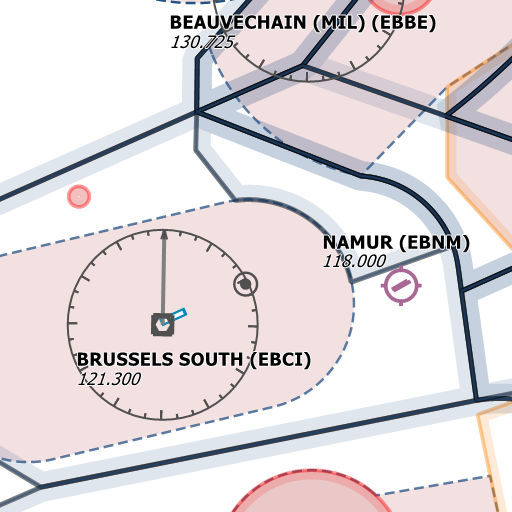 BEAUVECHAIN (MIL) (EBBE)
130.725
NAMUR (EBNM)
118.000
BRUSSELS SOUTH (EBCI)
121.300